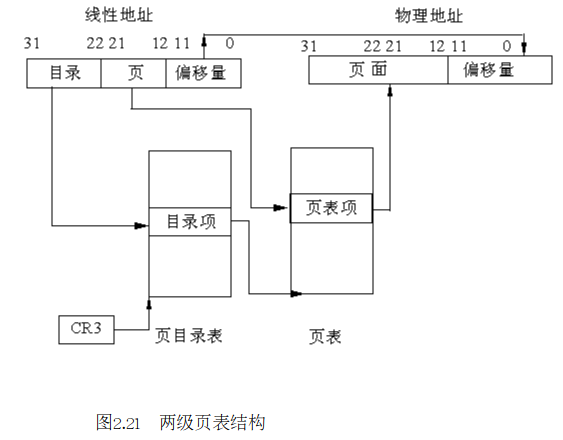 线性地址
物理地址
31 22 21 12 11 0
31 22 21 12 11 0
目录 页 偏移量
页面 偏移量
目录项
页表项
CR3
页目录表
页表
图2.21 两级页表结构